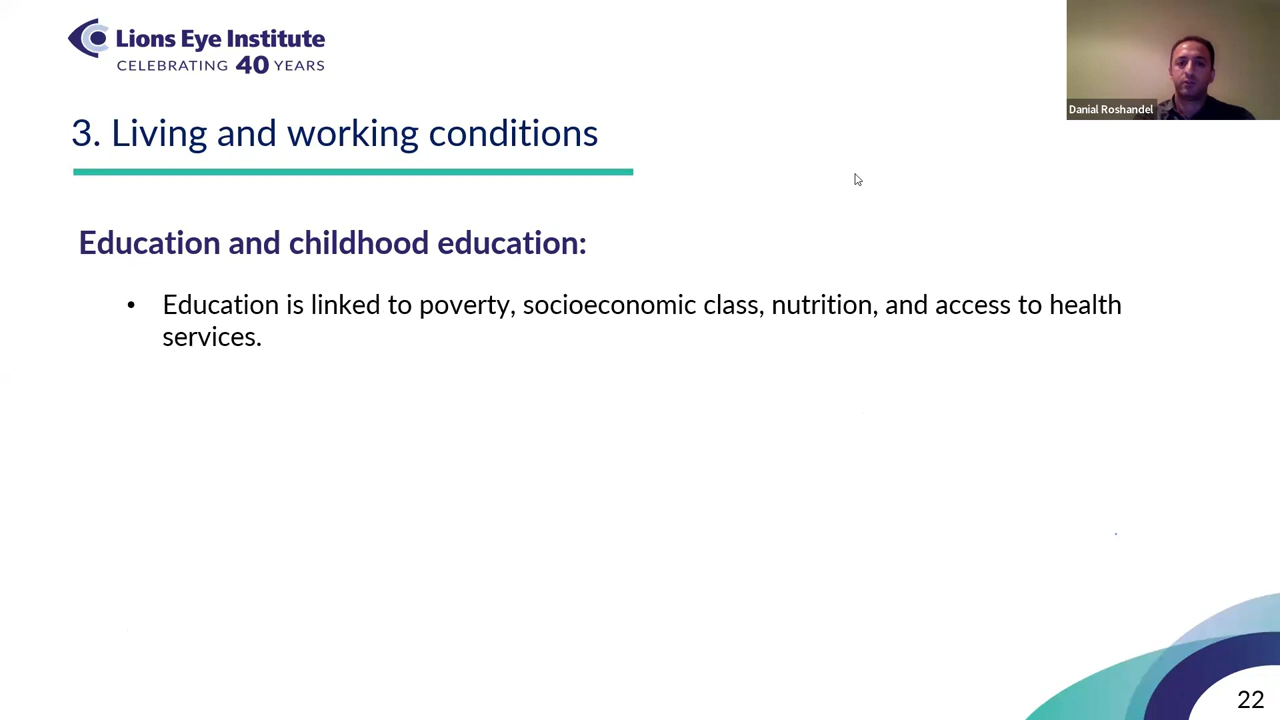 Lions Eye Institute
CELEBRATING 40 YEARS
Danial Roshandel
3. Living and working conditions
Education and childhood education:
• Education is linked to poverty, socioeconomic class, nutrition, and access to health
services.
22